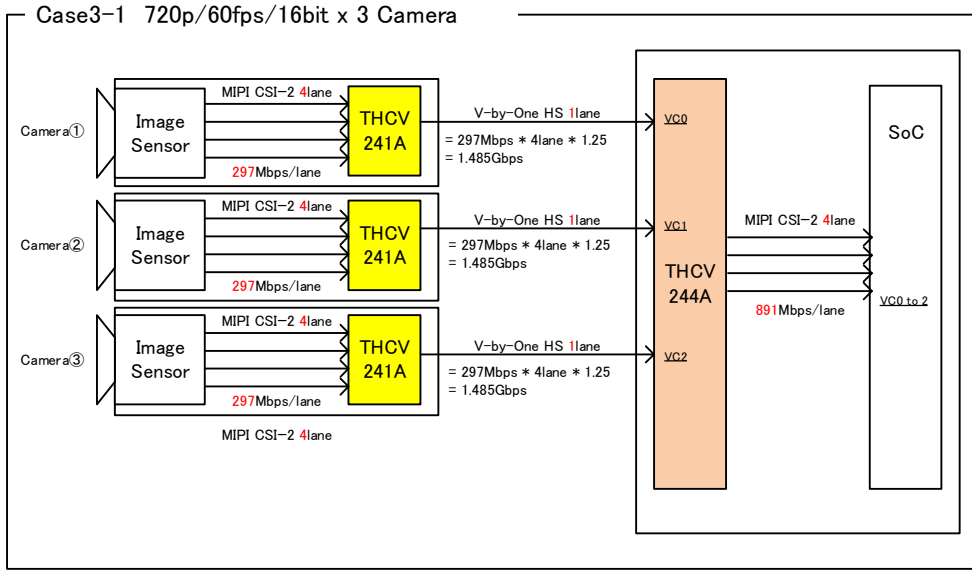 Case3-1 720p/60fps/16bit x 3 Camera
Camera①
Image
Sensor
MIPI CSI-2 4lane
297Mbps/lane
THCV
241A
V-by-One HS 1lane
= 297Mbps * 4lane * 1.25
= 1.485Gbps
VC0
Camera②
Image
Sensor
MIPI CSI-2 4lane
297Mbps/lane
THCV
241A
V-by-One HS 1lane
= 297Mbps * 4lane * 1.25
= 1.485Gbps
VC1
Camera③
Image
Sensor
MIPI CSI-2 4lane
297Mbps/lane
THCV
241A
V-by-One HS 1lane
= 297Mbps * 4lane * 1.25
= 1.485Gbps
VC2
MIPI CSI-2 4lane
THCV
244A
MIPI CSI-2 4lane
891Mbps/lane
SoC
VC0 to 2